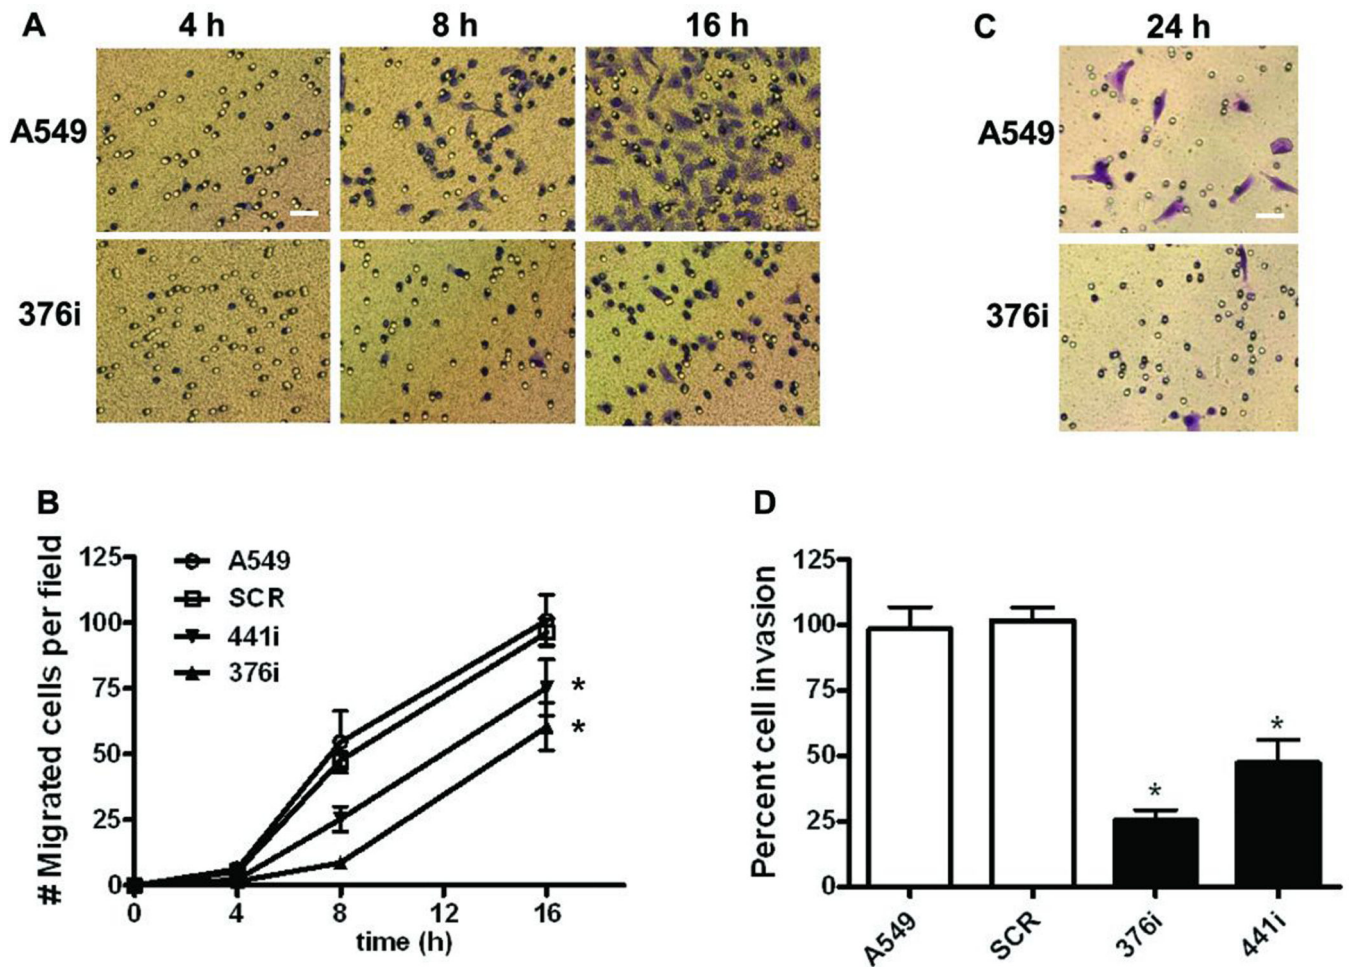 A
4 h
8 h
16 h
A549
376i
C
24 h
A549
376i
B
# Migrated cells per field
125
100
75
50
25
0
0
4
8
12
16
time (h)
A549
SCR
441i
376i
*
*
D
Percent cell invasion
125
100
75
50
25
0
*
*
A549
SCR
376i
441i